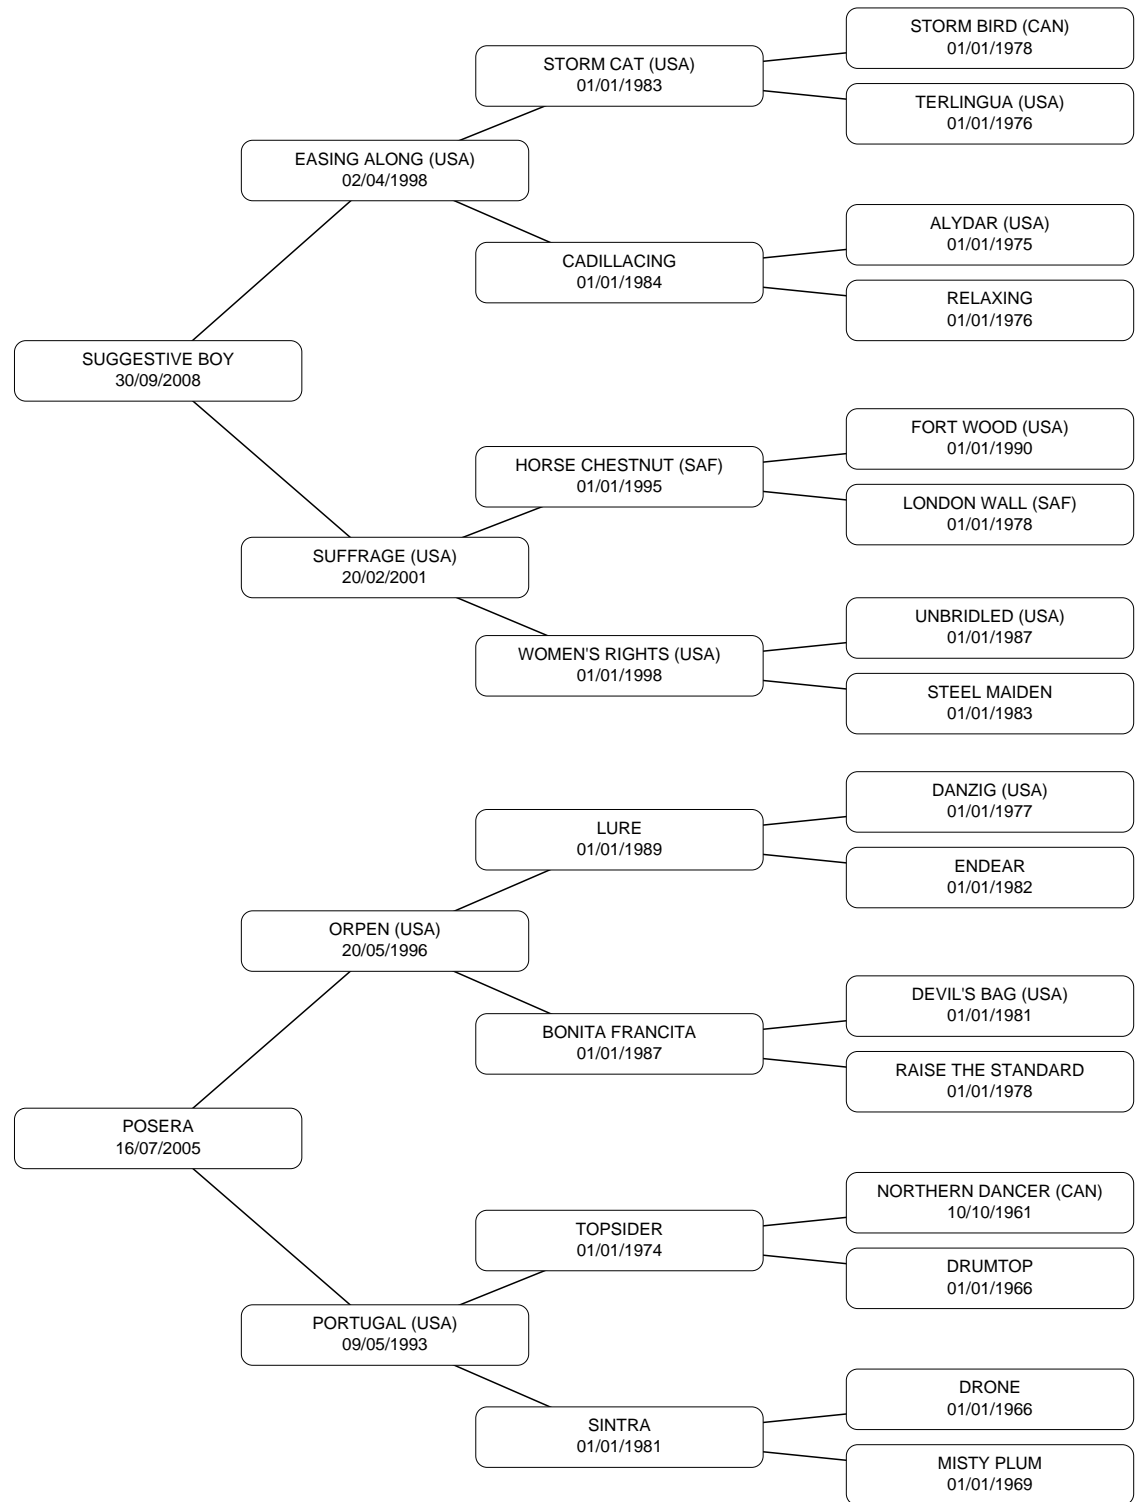 STORM BIRD (CAN)
01/01/1978
STORM CAT (USA)
01/01/1983
TERLINGUA (USA)
01/01/1976
EASING ALONG (USA)
02/04/1998
ALYDAR (USA)
01/01/1975
CADILLACING
01/01/1984
RELAXING
01/01/1976
SUGGESTIVE BOY
30/09/2008
FORT WOOD (USA)
01/01/1990
HORSE CHESTNUT (SAF)
01/01/1995
LONDON WALL (SAF)
01/01/1978
SUFFRAGE (USA)
20/02/2001
UNBRIDLED (USA)
01/01/1987
WOMEN'S RIGHTS (USA)
01/01/1998
STEEL MAIDEN
01/01/1983
DANZIG (USA)
01/01/1977
LURE
01/01/1989
ENDEAR
01/01/1982
ORPEN (USA)
20/05/1996
DEVIL'S BAG (USA)
01/01/1981
BONITA FRANCITA
01/01/1987
RAISE THE STANDARD
01/01/1978
POSERA
16/07/2005
NORTHERN DANCER (CAN)
10/10/1961
TOPSIDER
01/01/1974
DRUMTOP
01/01/1966
PORTUGAL (USA)
09/05/1993
DRONE
01/01/1966
SINTRA
01/01/1981
MISTY PLUM
01/01/1969